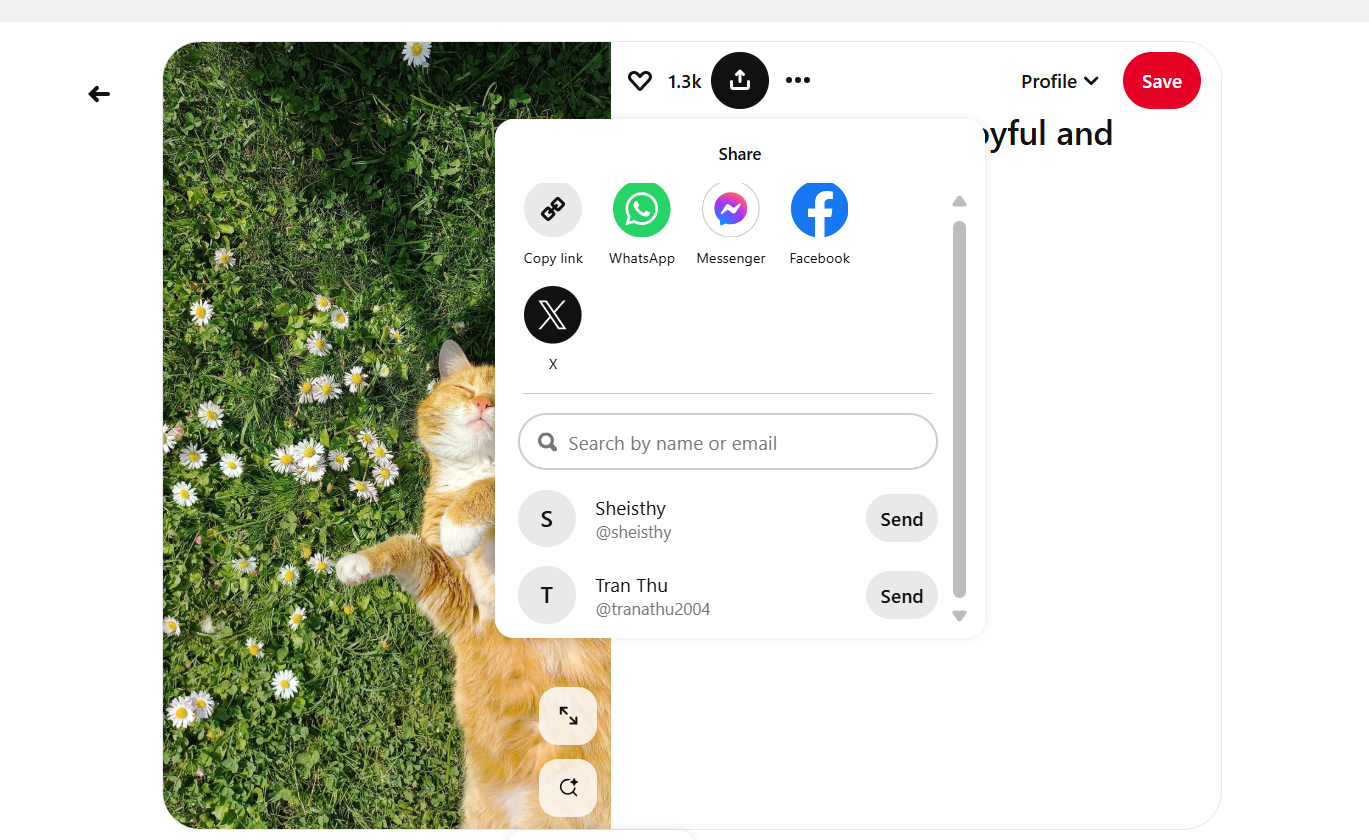 1.3k
Profile
Save
oyful and
Share
Copy link
WhatsApp
Messenger
Facebook
X
Search by name or email
S
Sheisthy
@sheisthy
Send
T
Tran Thu
@tranathu2004
Send